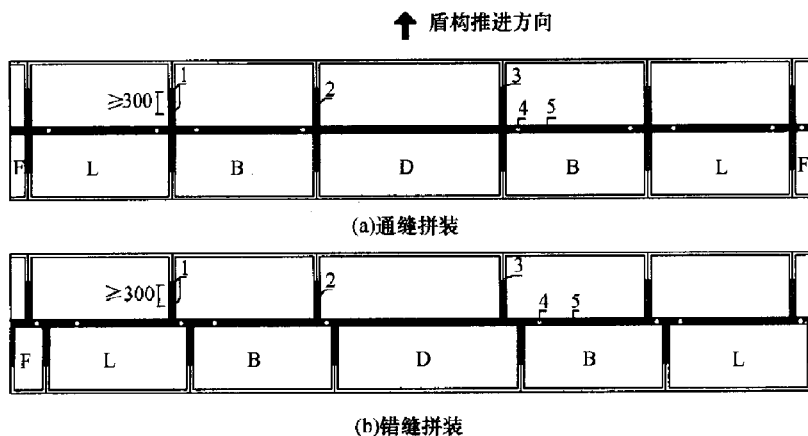 盾构推进方向
1 2 3
≥300 4 5
F L B D B L F
(a)通缝拼装
1 2 3
≥300 4 5
F L B D B L
(b)错缝拼装